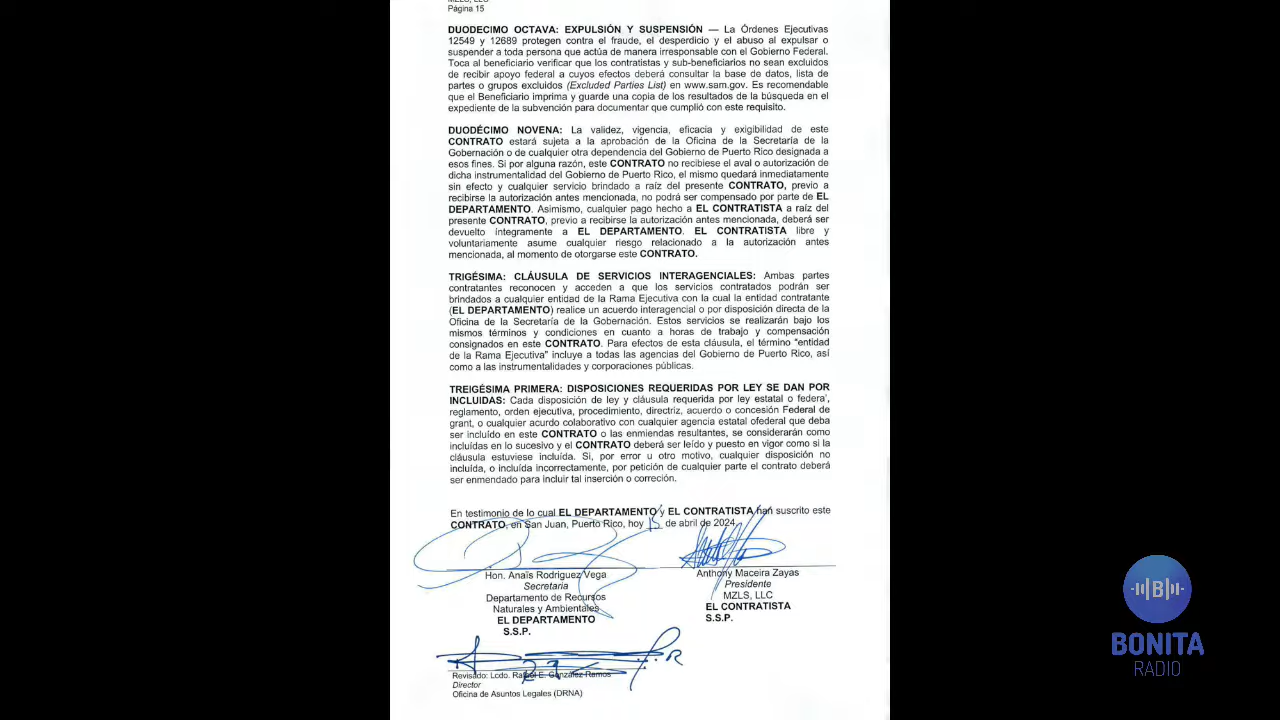 MZLS, LLC
Página 15
DUODECIMO OCTAVA: EXPULSIÓN Y SUSPENSIÓN — La Órdenes Ejecutivas
12549 y 12689 protegen contra el fraude, el desperdicio y el abuso al expulsar o
suspender a toda persona que actúa de manera irresponsable con el Gobierno Federal.
Toca al beneficiario verificar que los contratistas y sub-beneficiarios no sean excluidos
de recibir apoyo federal a cuyos efectos deberá consultar la base de datos, lista de
partes o grupos excluidos (Excluded Parties List) en www.sam.gov. Es recomendable
que el Beneficiario imprima y guarde una copia de los resultados de la búsqueda en el
expediente de la subvención para documentar que cumplió con este requisito.
DUODÉCIMO NOVENA: La validez, vigencia, eficacia y exigibilidad de este
CONTRATO estará sujeta a la aprobación de la Oficina de la Secretaría de la
Gobernación o de cualquier otra dependencia del Gobierno de Puerto Rico designada a
esos fines. Si por alguna razón, este CONTRATO no recibiese el aval o autorización de
dicha instrumentalidad del Gobierno de Puerto Rico, el mismo quedará inmediatamente
sin efecto y cualquier servicio brindado a raíz del presente CONTRATO, previo a
recibirse la autorización antes mencionada, no podrá ser compensado por parte de EL
DEPARTAMENTO. Asimismo, cualquier pago hecho a EL CONTRATISTA a raíz del
presente CONTRATO, previo a recibirse la autorización antes mencionada, deberá ser
devuelto íntegramente a EL DEPARTAMENTO. EL CONTRATISTA libre y
voluntariamente asume cualquier riesgo relacionado a la autorización antes
mencionada, al momento de otorgarse este CONTRATO.
TRIGÉSIMA: CLÁUSULA DE SERVICIOS INTERAGENCIALES: Ambas partes
contratantes reconocen y acceden a que los servicios contratados podrán ser
brindados a cualquier entidad de la Rama Ejecutiva con la cual la entidad contratante
(EL DEPARTAMENTO) realice un acuerdo interagencial o por disposición directa de la
Oficina de la Secretaría de la Gobernación. Estos servicios se realizarán bajo los
mismos términos y condiciones en cuanto a horas de trabajo y compensación
consignados en este CONTRATO. Para efectos de esta cláusula, el término “entidad
de la Rama Ejecutiva” incluye a todas las agencias del Gobierno de Puerto Rico, así
como a las instrumentalidades y corporaciones públicas.
TREIGÉSIMA PRIMERA: DISPOSICIONES REQUERIDAS POR LEY SE DAN POR
INCLUIDAS: Cada disposición de ley y cláusula requerida por ley estatal o federa',
reglamento, orden ejecutiva, procedimiento, directriz, acuerdo o concesión Federal de
grant, o cualquier acurdo colaborativo con cualquier agencia estatal ofederal que deba
ser incluído en este CONTRATO o las enmiendas resultantes, se considerarán como
incluídas en lo sucesivo y el CONTRATO deberá ser leído y puesto en vigor como si la
cláusula estuviese incluída. Si, por error u otro motivo, cualquier disposición no
incluída, o incluída incorrectamente, por petición de cualquier parte el contrato deberá
ser enmendado para incluir tal inserción o correción.
En testimonio de lo cual EL DEPARTAMENTO y EL CONTRATISTA han suscrito este
CONTRATO, en San Juan, Puerto Rico, hoy 15 de abril de 2024.
Hon. Anaïs Rodriguez Vega
Secretaria
Departamento de Recursos
Naturales y Ambientales
EL DEPARTAMENTO
S.S.P.
Anthony Maceira Zayas
Presidente
MZLS, LLC
EL CONTRATISTA
S.S.P.
Revisado: Lcdo. Rafael E. González Ramos
Director
Oficina de Asuntos Legales (DRNA)
B
BONITA
RADIO